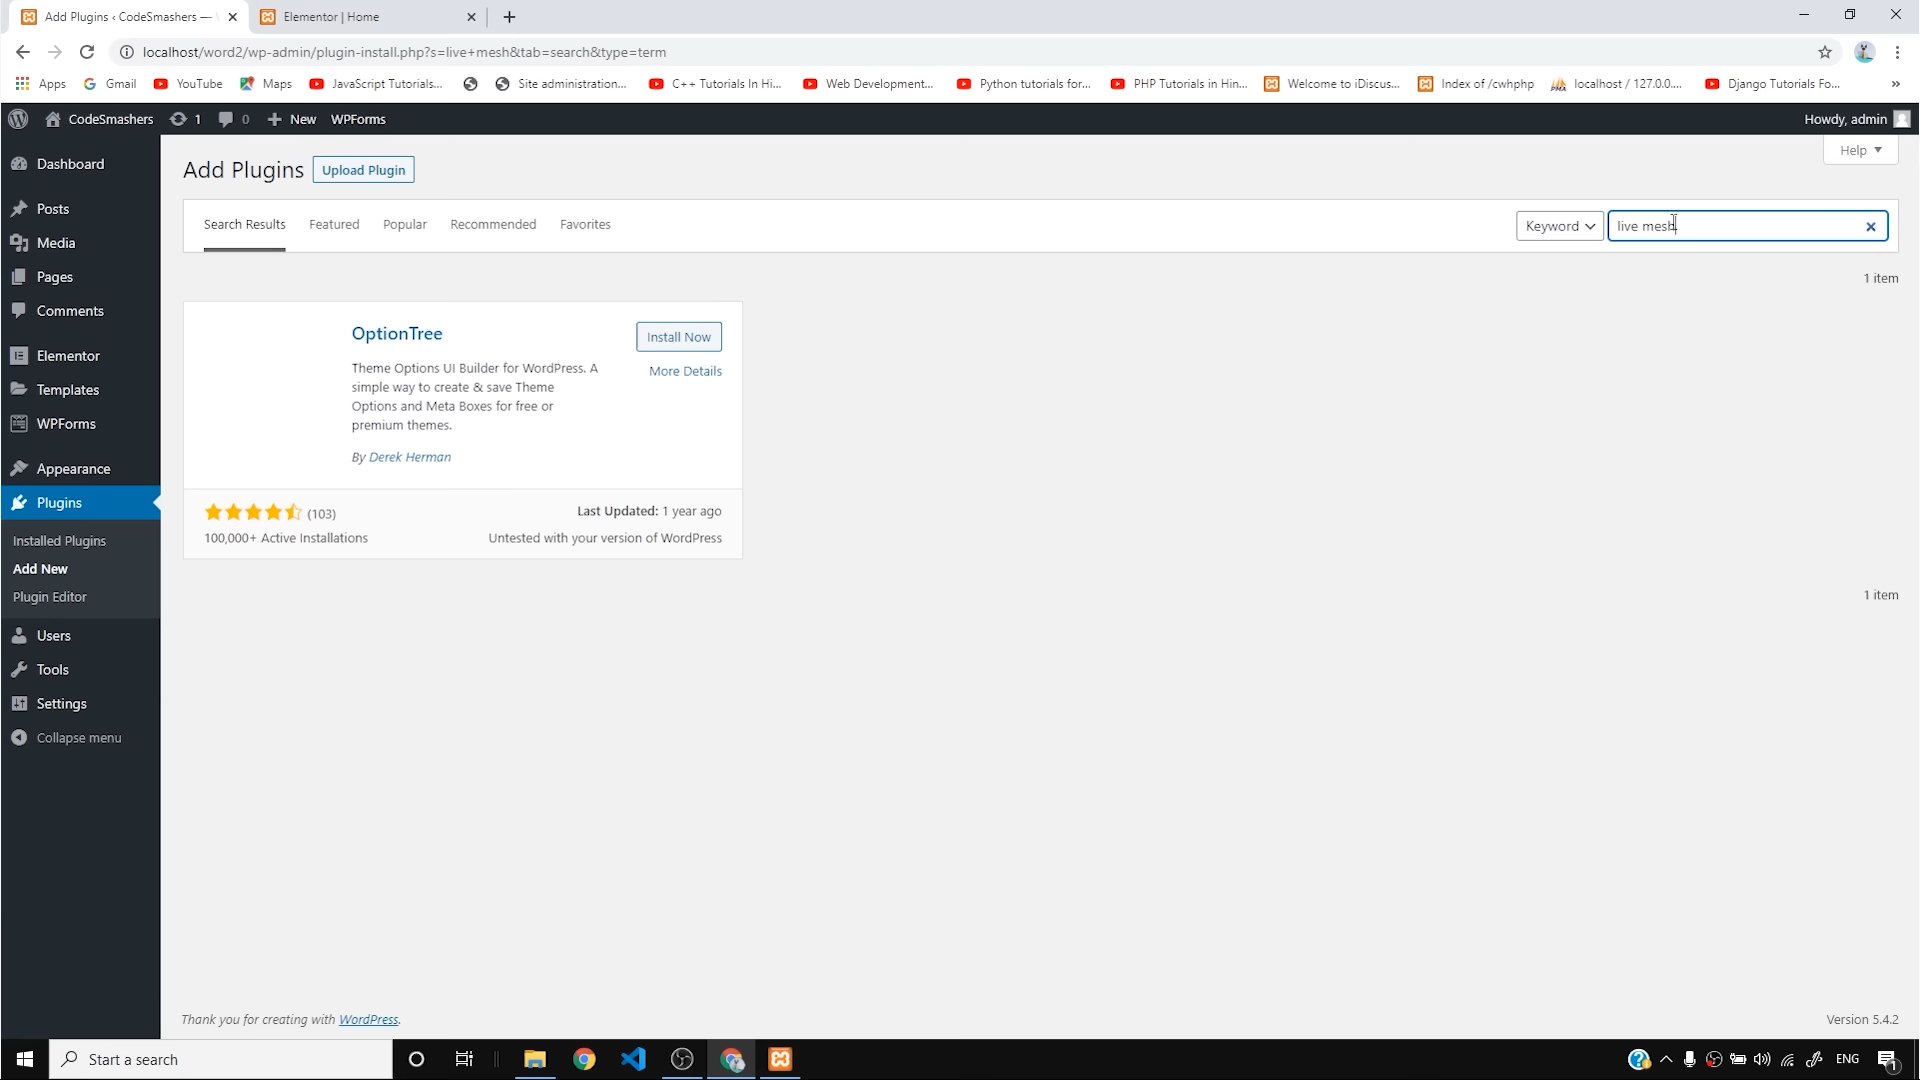 Add Plugins ‹ CodeSmashers —
Elementor | Home
localhost/word2/wp-admin/plugin-install.php?s=live+mesh&tab=search&type=term
Apps
Gmail
YouTube
Maps
JavaScript Tutorials...
Site administration...
C++ Tutorials In Hi...
Web Development...
Python tutorials for...
PHP Tutorials in Hin...
Welcome to iDiscus...
Index of /cwhphp
localhost / 127.0.0....
Django Tutorials Fo...
»
CodeSmashers
1
0
New
WPForms
Howdy, admin
Dashboard
Posts
Media
Pages
Comments
Elementor
Templates
WPForms
Appearance
Plugins
Installed Plugins
Add New
Plugin Editor
Users
Tools
Settings
Collapse menu
Help
Add Plugins
Upload Plugin
Search Results
Featured
Popular
Recommended
Favorites
Keyword
live mesh
1 item
OptionTree
Install Now
More Details
Theme Options UI Builder for WordPress. A
simple way to create & save Theme
Options and Meta Boxes for free or
premium themes.
By Derek Herman
(103)
Last Updated: 1 year ago
100,000+ Active Installations
Untested with your version of WordPress
1 item
Thank you for creating with WordPress.
Version 5.4.2
Start a search
ENG
1